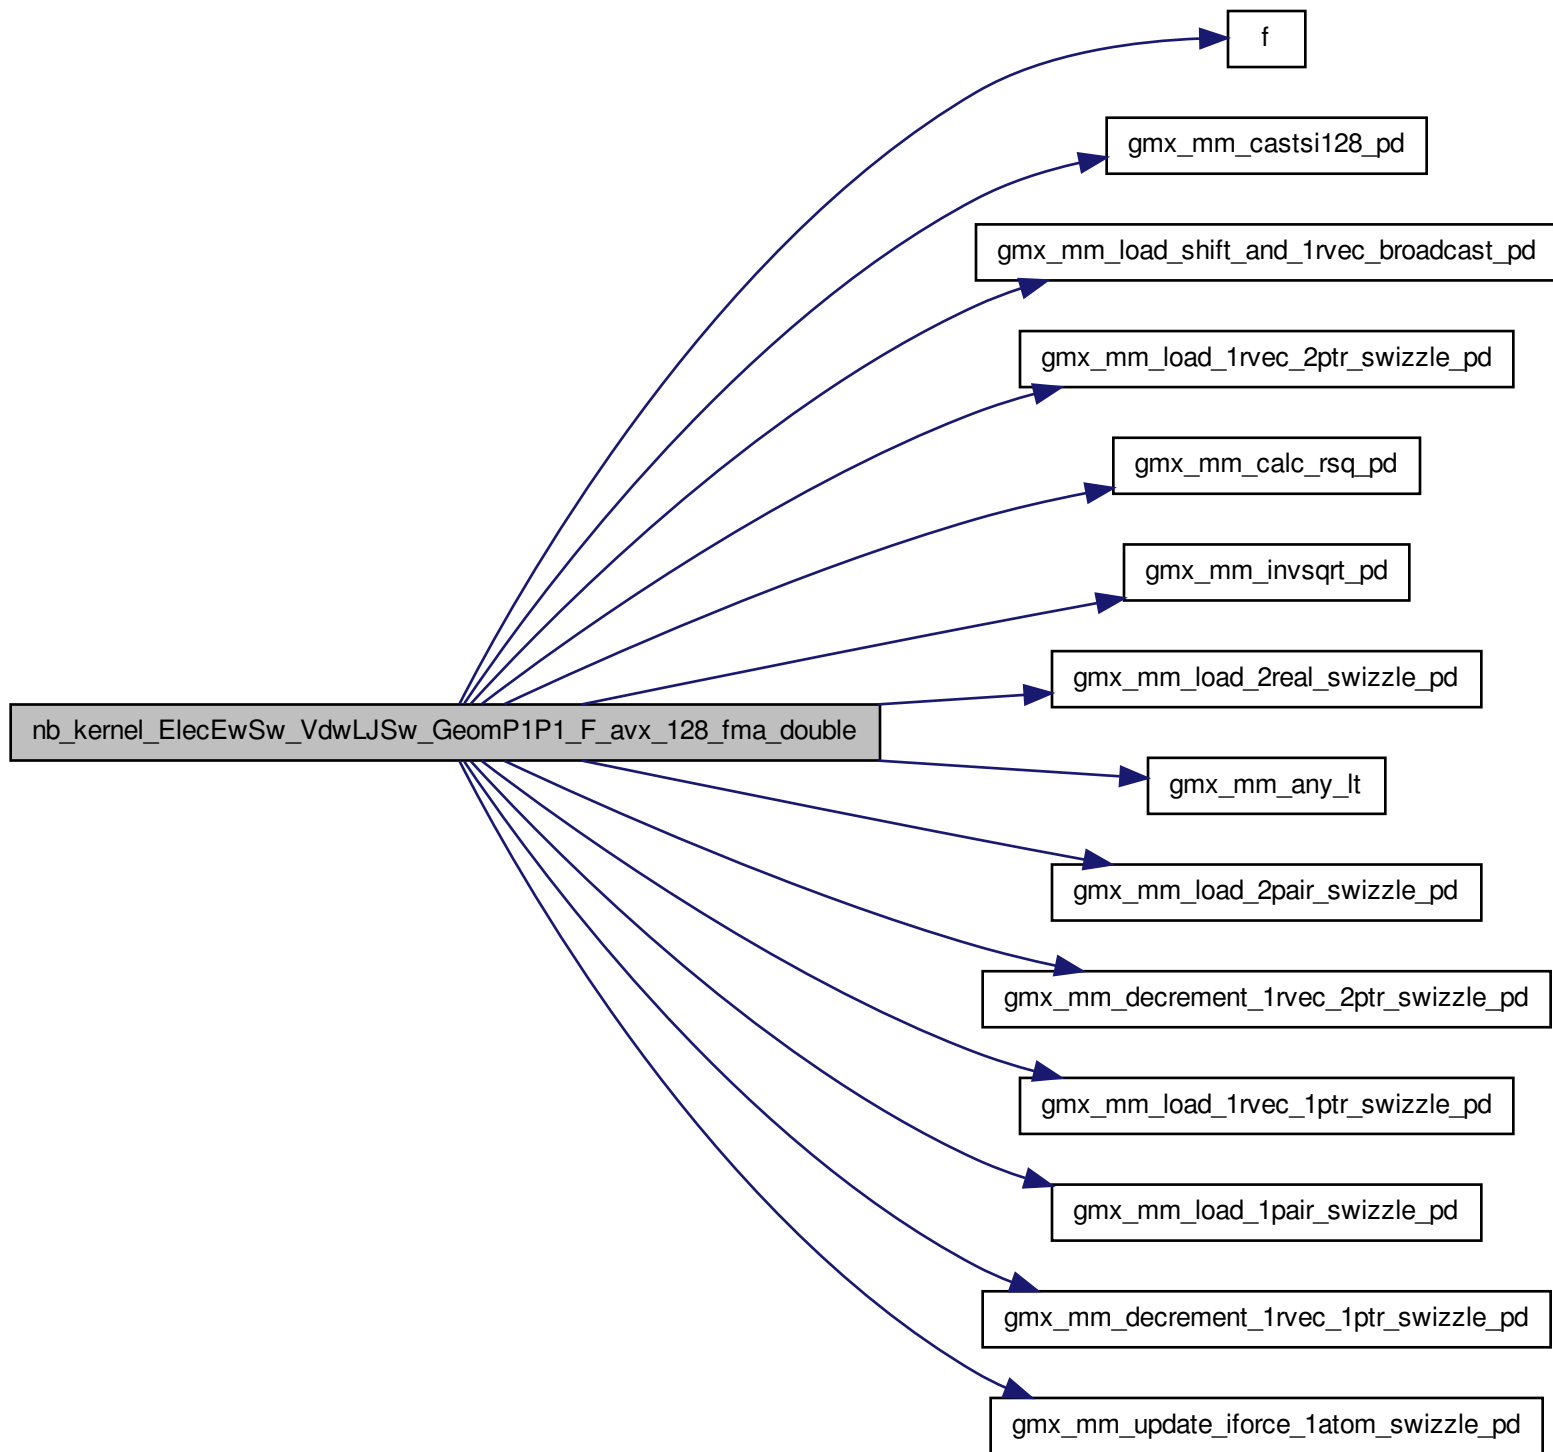 f
gmx_mm_castsi128_pd
gmx_mm_load_shift_and_1rvec_broadcast_pd
gmx_mm_load_1rvec_2ptr_swizzle_pd
gmx_mm_calc_rsq_pd
gmx_mm_invsqrt_pd
gmx_mm_load_2real_swizzle_pd
nb_kernel_ElecEwSw_VdwLJSw_GeomP1P1_F_avx_128_fma_double
gmx_mm_any_lt
gmx_mm_load_2pair_swizzle_pd
gmx_mm_decrement_1rvec_2ptr_swizzle_pd
gmx_mm_load_1rvec_1ptr_swizzle_pd
gmx_mm_load_1pair_swizzle_pd
gmx_mm_decrement_1rvec_1ptr_swizzle_pd
gmx_mm_update_iforce_1atom_swizzle_pd